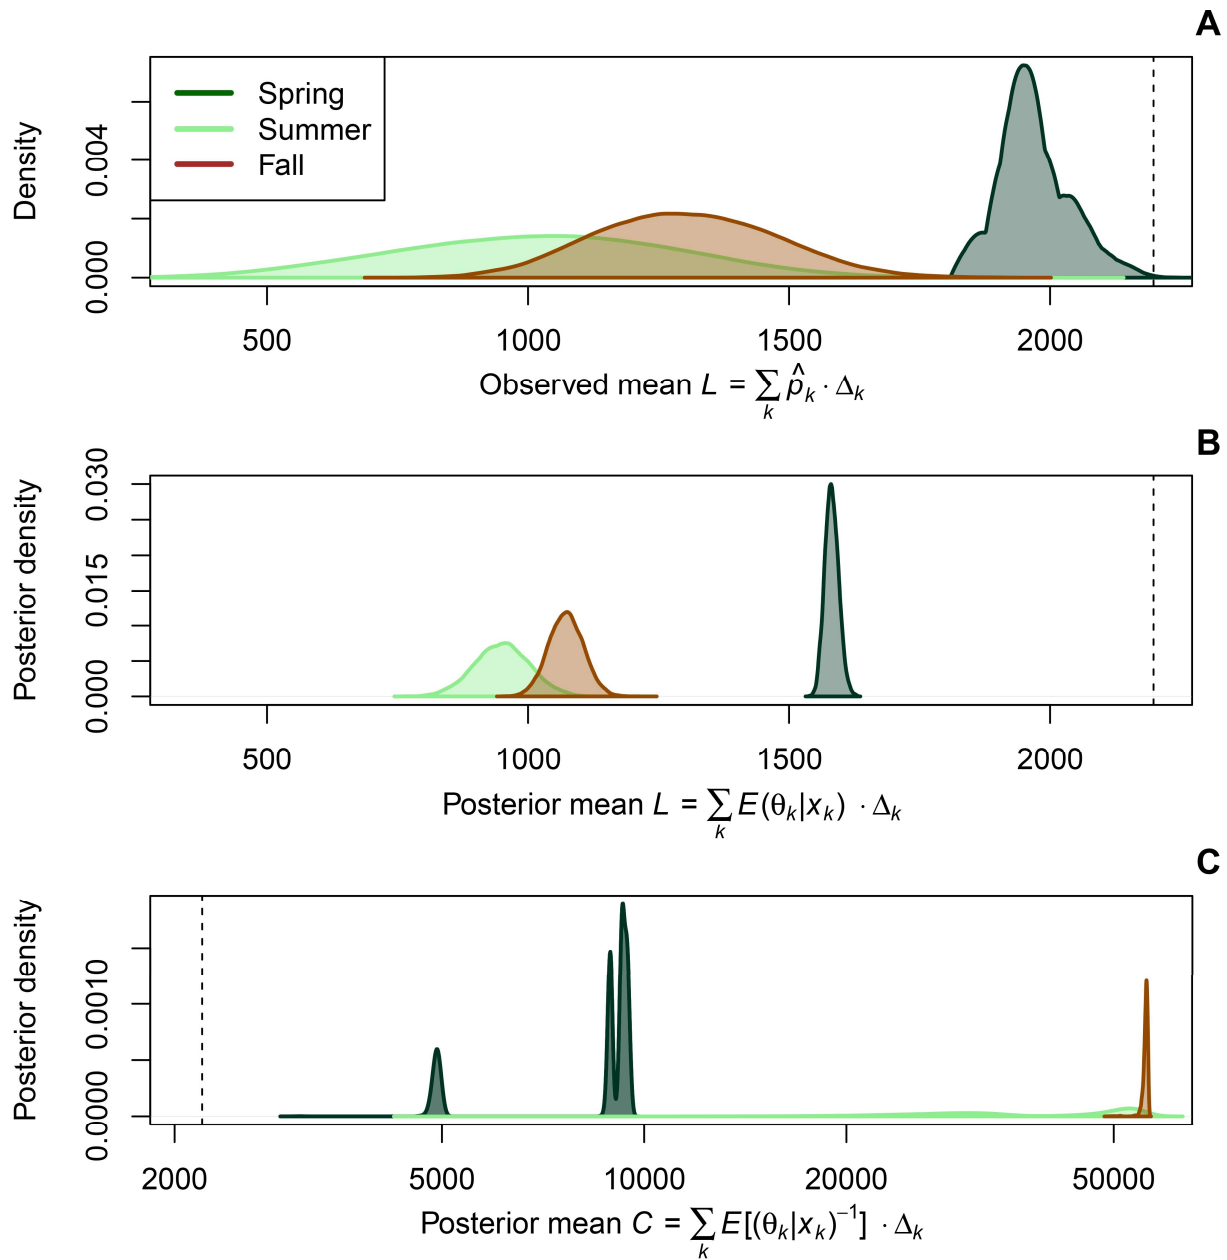 A
Density
0.000
0.004
Spring
Summer
Fall
500 1000 1500 2000
Observed mean L = ∑ₖ p̂ₖ · Δₖ
B
Posterior density
0.000
0.015
0.030
500 1000 1500 2000
Posterior mean L = ∑ₖ E(θₖ|xₖ) · Δₖ
C
Posterior density
0.0000
0.0010
2000 5000 10000 20000 50000
Posterior mean C = ∑ₖ E[(θₖ|xₖ)⁻¹] · Δₖ